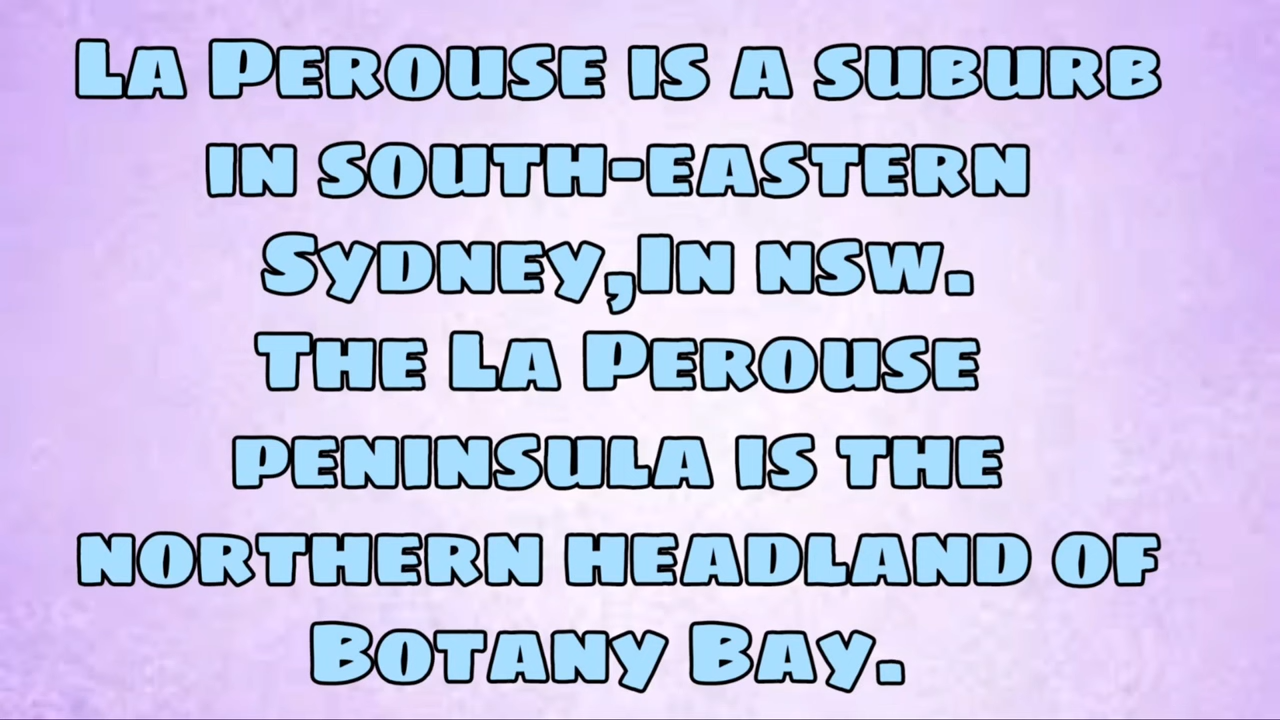 La Perouse is a suburb
in south-eastern
Sydney,In nsw.
The La Perouse
peninsula is the
northern headland of
Botany Bay.